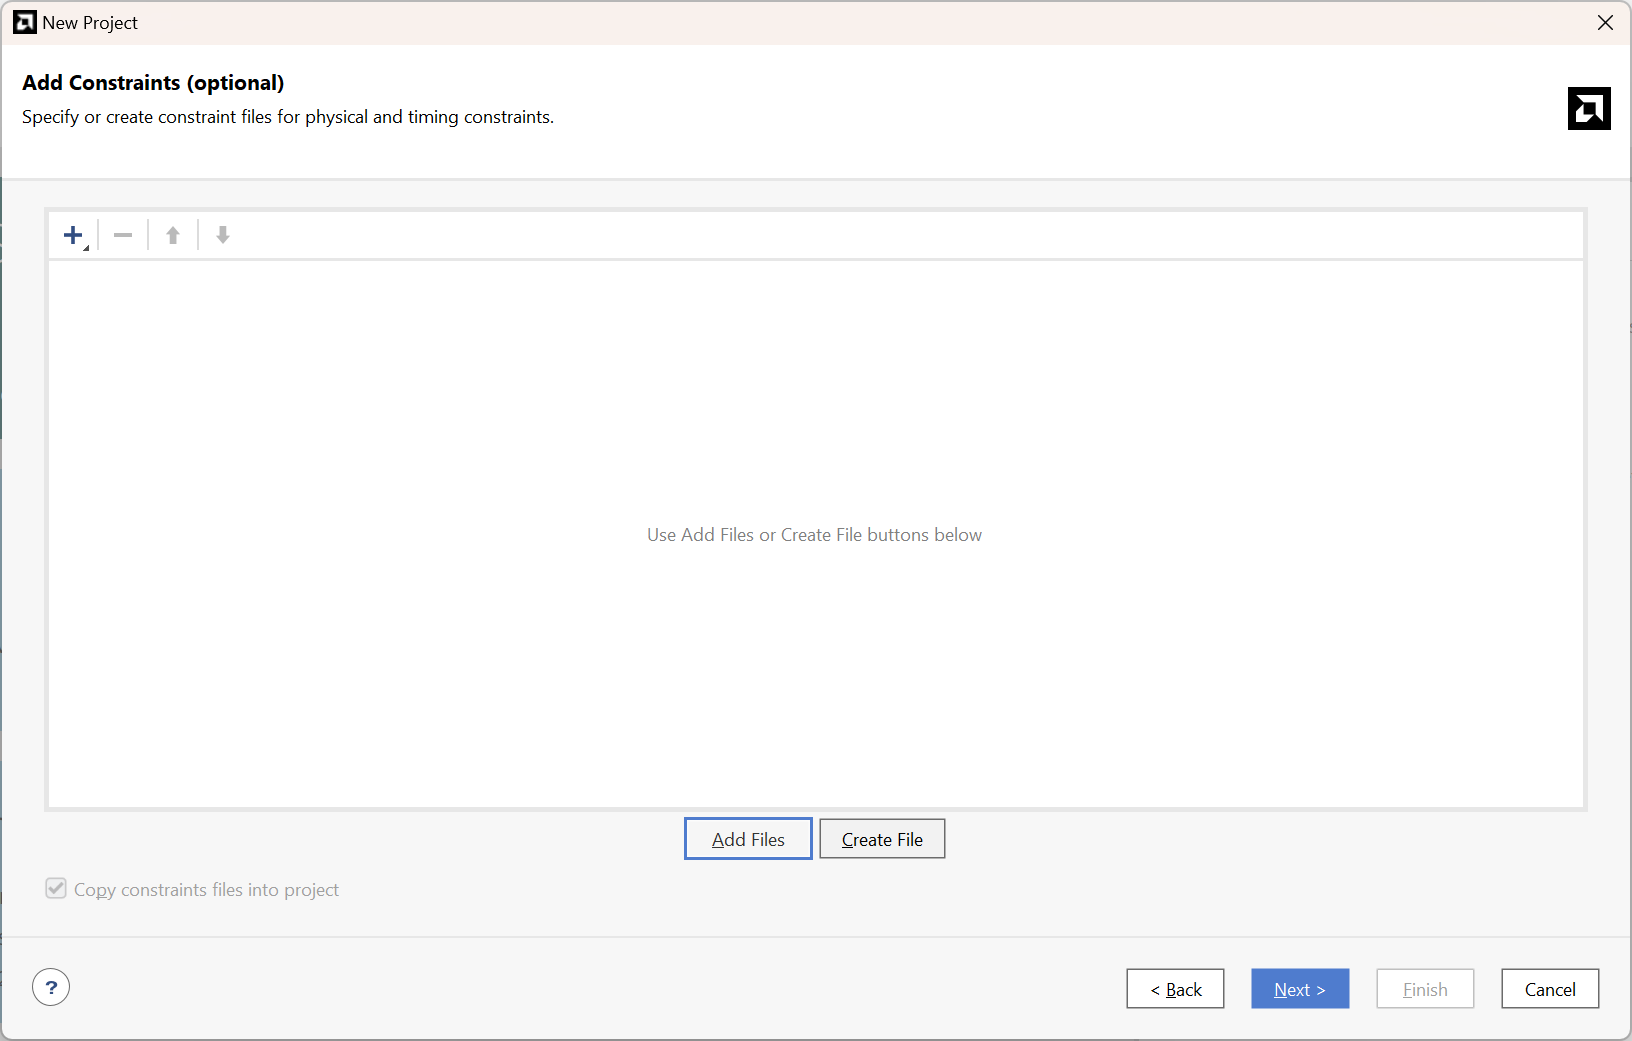 New Project
Add Constraints (optional)
Specify or create constraint files for physical and timing constraints.
Use Add Files or Create File buttons below
Add Files
Create File
Copy constraints files into project
?
< Back
Next >
Finish
Cancel